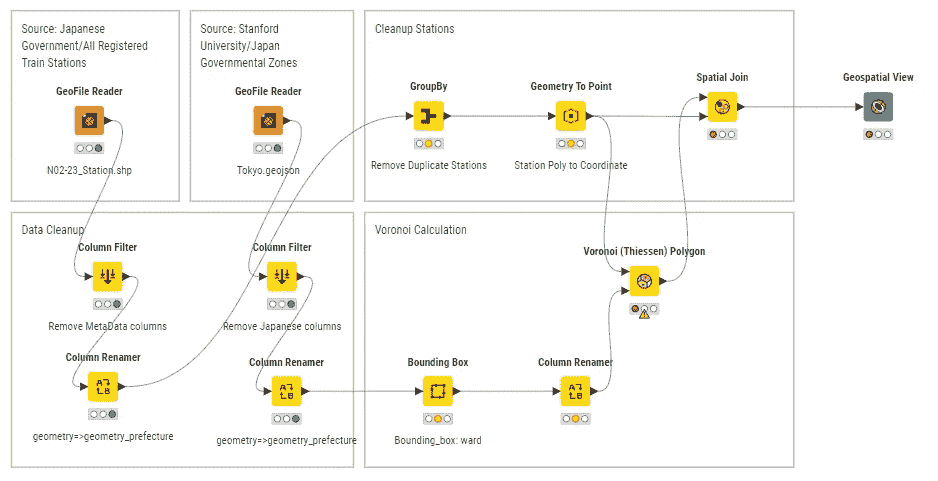 Source: Japanese
Government/All Registered
Train Stations
GeoFile Reader
N02-23_Station.shp
Source: Stanford
University/Japan
Governmental Zones
GeoFile Reader
Tokyo.geojson
Cleanup Stations
GroupBy
Remove Duplicate Stations
Geometry To Point
Station Poly to Coordinate
Spatial Join
Geospatial View
Data Cleanup
Column Filter
Remove MetaData columns
Column Renamer
geometry=>geometry_prefecture
Column Filter
Remove Japanese columns
Column Renamer
geometry=>geometry_prefecture
Voronoi Calculation
Bounding Box
Bounding_box: ward
Column Renamer
Voronoi (Thiessen) Polygon